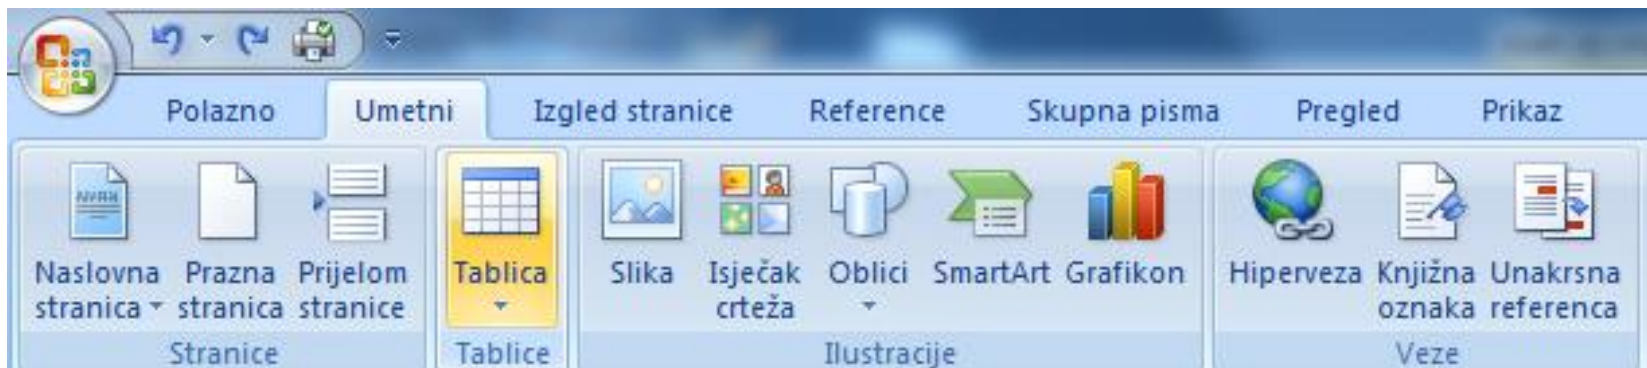 Polazno Umetni Izgled stranice Reference Skupna pisma Pregled Prikaz
Naslovna Prazna Prijelom Tablica Slika Isječak Oblici SmartArt Grafikon Hiperveza Knjižna Unakrsna
stranica stranica stranice crteža oznaka referenca
Stranice Tablice Ilustracije Veze